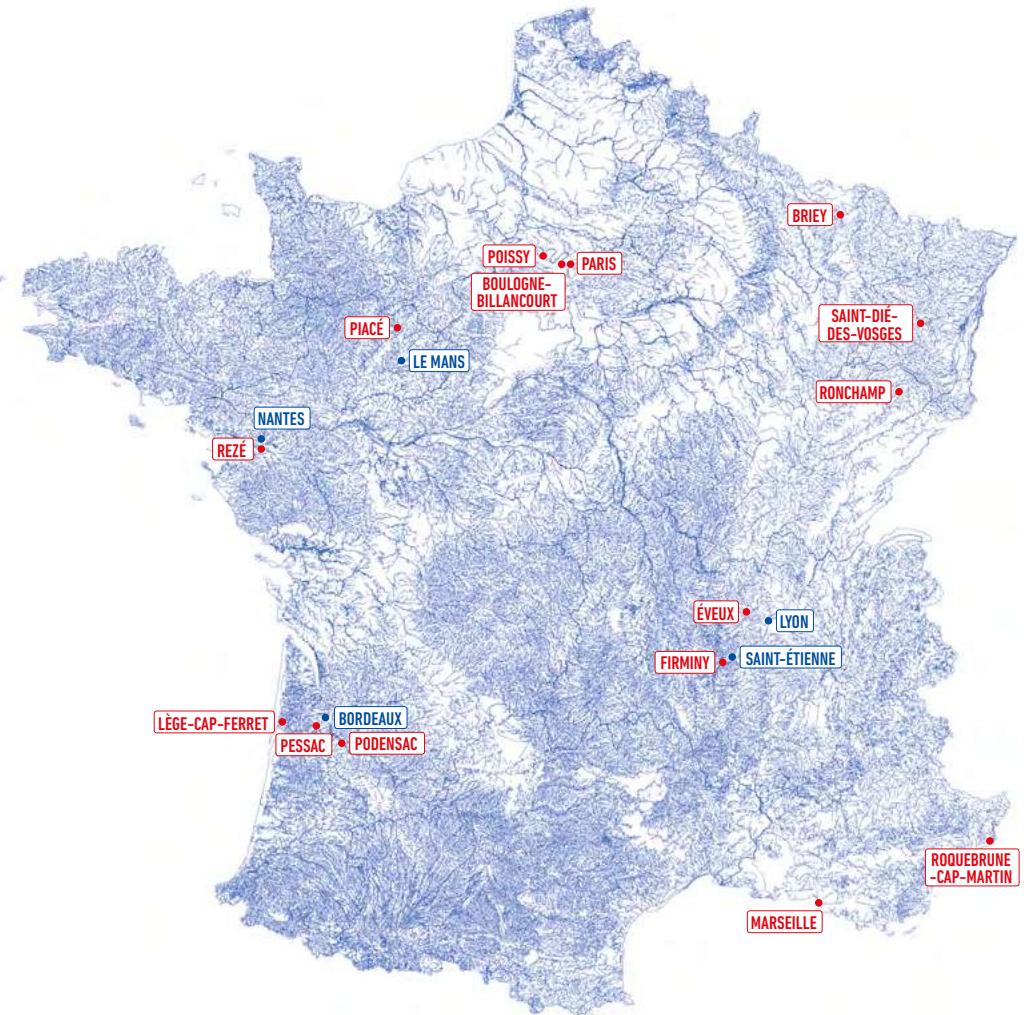 BRIEY
POISSY
PARIS
BOULOGNE-
BILLANCOURT
SAINT-DIÉ-
DES-VOSGES
PIACÉ
LE MANS
RONCHAMP
NANTES
REZÉ
ÉVEUX
LYON
SAINT-ÉTIENNE
FIRMINY
LÈGE-CAP-FERRET
BORDEAUX
PESSAC
PODENSAC
ROQUEBRUNE
-CAP-MARTIN
MARSEILLE